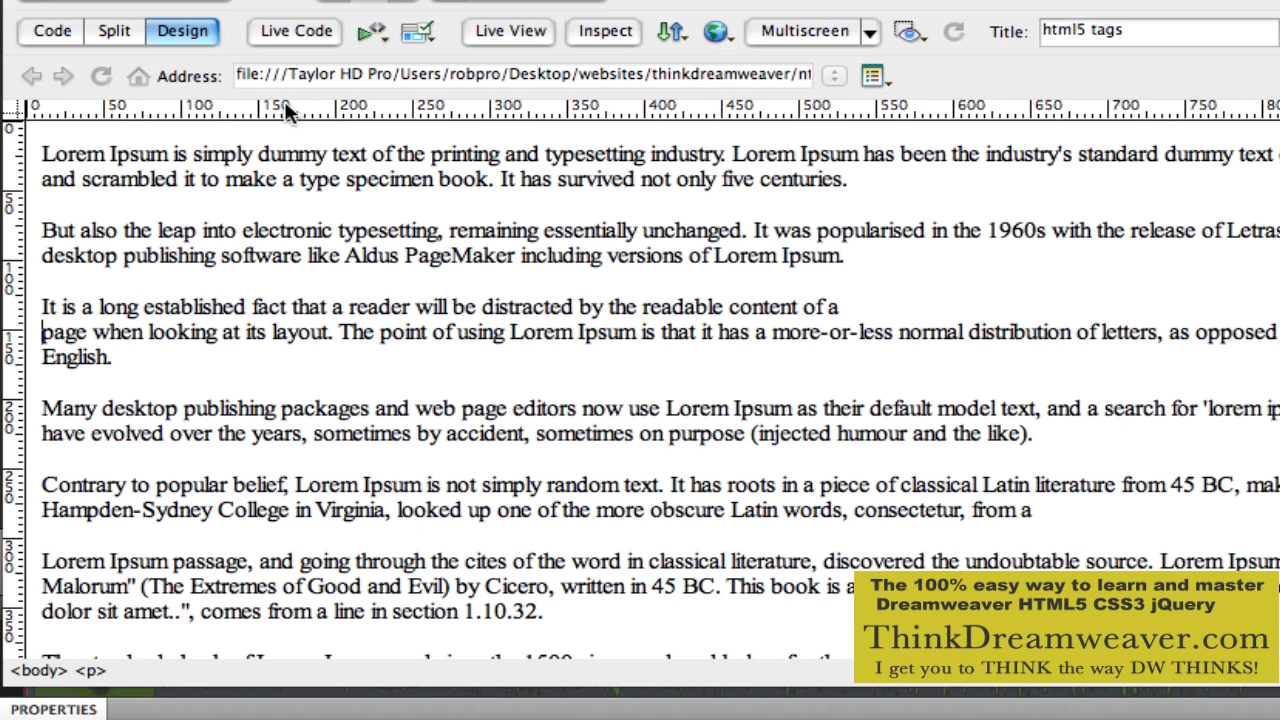 Code Split Design Live Code Live View Inspect Multiscreen Title: html5 tags
Address: file:///Taylor HD Pro/Users/robpro/Desktop/websites/thinkdreamweaver/nt
0 50 100 150 200 250 300 350 400 450 500 550 600 650 700 750 80
Lorem Ipsum is simply dummy text of the printing and typesetting industry. Lorem Ipsum has been the industry's standard dummy text
and scrambled it to make a type specimen book. It has survived not only five centuries.
But also the leap into electronic typesetting, remaining essentially unchanged. It was popularised in the 1960s with the release of Letras
desktop publishing software like Aldus PageMaker including versions of Lorem Ipsum.
It is a long established fact that a reader will be distracted by the readable content of a
page when looking at its layout. The point of using Lorem Ipsum is that it has a more-or-less normal distribution of letters, as opposed
English.
Many desktop publishing packages and web page editors now use Lorem Ipsum as their default model text, and a search for 'lorem ip
have evolved over the years, sometimes by accident, sometimes on purpose (injected humour and the like).
Contrary to popular belief, Lorem Ipsum is not simply random text. It has roots in a piece of classical Latin literature from 45 BC, mak
Hampden-Sydney College in Virginia, looked up one of the more obscure Latin words, consectetur, from a
Lorem Ipsum passage, and going through the cites of the word in classical literature, discovered the undoubtable source. Lorem Ipsum
Malorum" (The Extremes of Good and Evil) by Cicero, written in 45 BC. This book is a
dolor sit amet..", comes from a line in section 1.10.32.
The 100% easy way to learn and master
Dreamweaver HTML5 CSS3 jQuery
ThinkDreamweaver.com
I get you to THINK the way DW THINKS!
<body> <p>
PROPERTIES